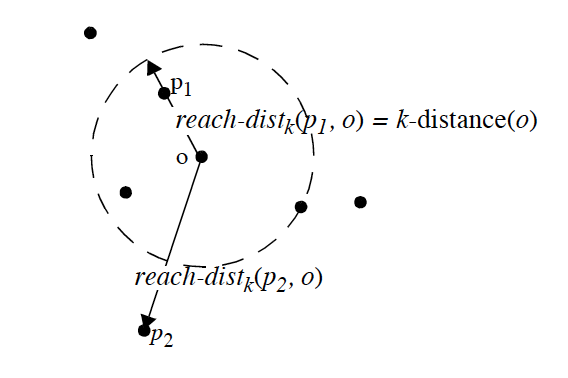 p1
reach-distk(p1, o) = k-distance(o)
o
reach-distk(p2, o)
p2